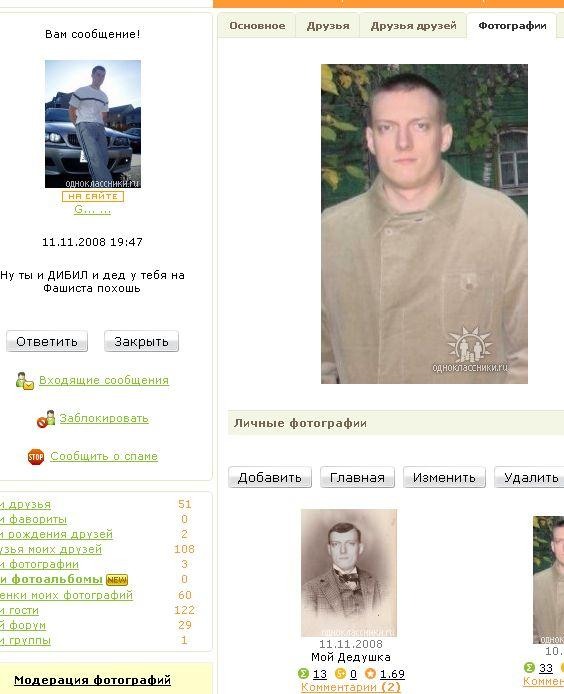 Основное
Друзья
Друзья друзей
Фотографии
Вам сообщение!
одноклассники.ru
НА САЙТЕ
G... ...
11.11.2008 19:47
Ну ты и ДИБИЛ и дед у тебя на
Фашиста похошь
Ответить
Закрыть
Входящие сообщения
Заблокировать
STOP
Сообщить о спаме
и друзья 51
и фавориты 0
и рождения друзей 2
узья моих друзей 108
и фотографии 3
и фотоальбомы NEW 0
енки моих фотографий 60
и гости 122
й форум 29
и группы 1
Модерация фотографий
одноклассники.ru
Личные фотографии
Добавить
Главная
Изменить
Удалить
11.11.2008
Мой Дедушка
13 0 1.69
Комментарии (2)
однок
10.
33
Коммен